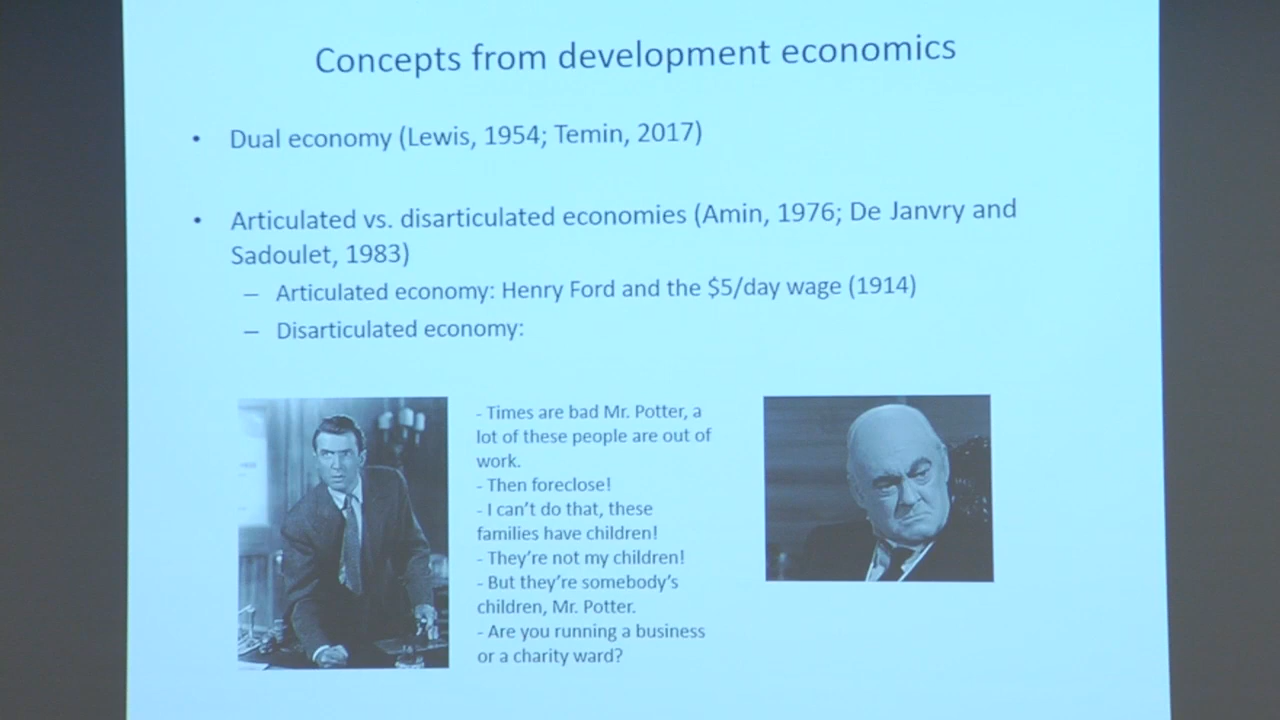 Concepts from development economics
• Dual economy (Lewis, 1954; Temin, 2017)
• Articulated vs. disarticulated economies (Amin, 1976; De Janvry and
Sadoulet, 1983)
– Articulated economy: Henry Ford and the $5/day wage (1914)
– Disarticulated economy:
- Times are bad Mr. Potter, a
lot of these people are out of
work.
- Then foreclose!
- I can’t do that, these
families have children!
- They’re not my children!
- But they’re somebody’s
children, Mr. Potter.
- Are you running a business
or a charity ward?